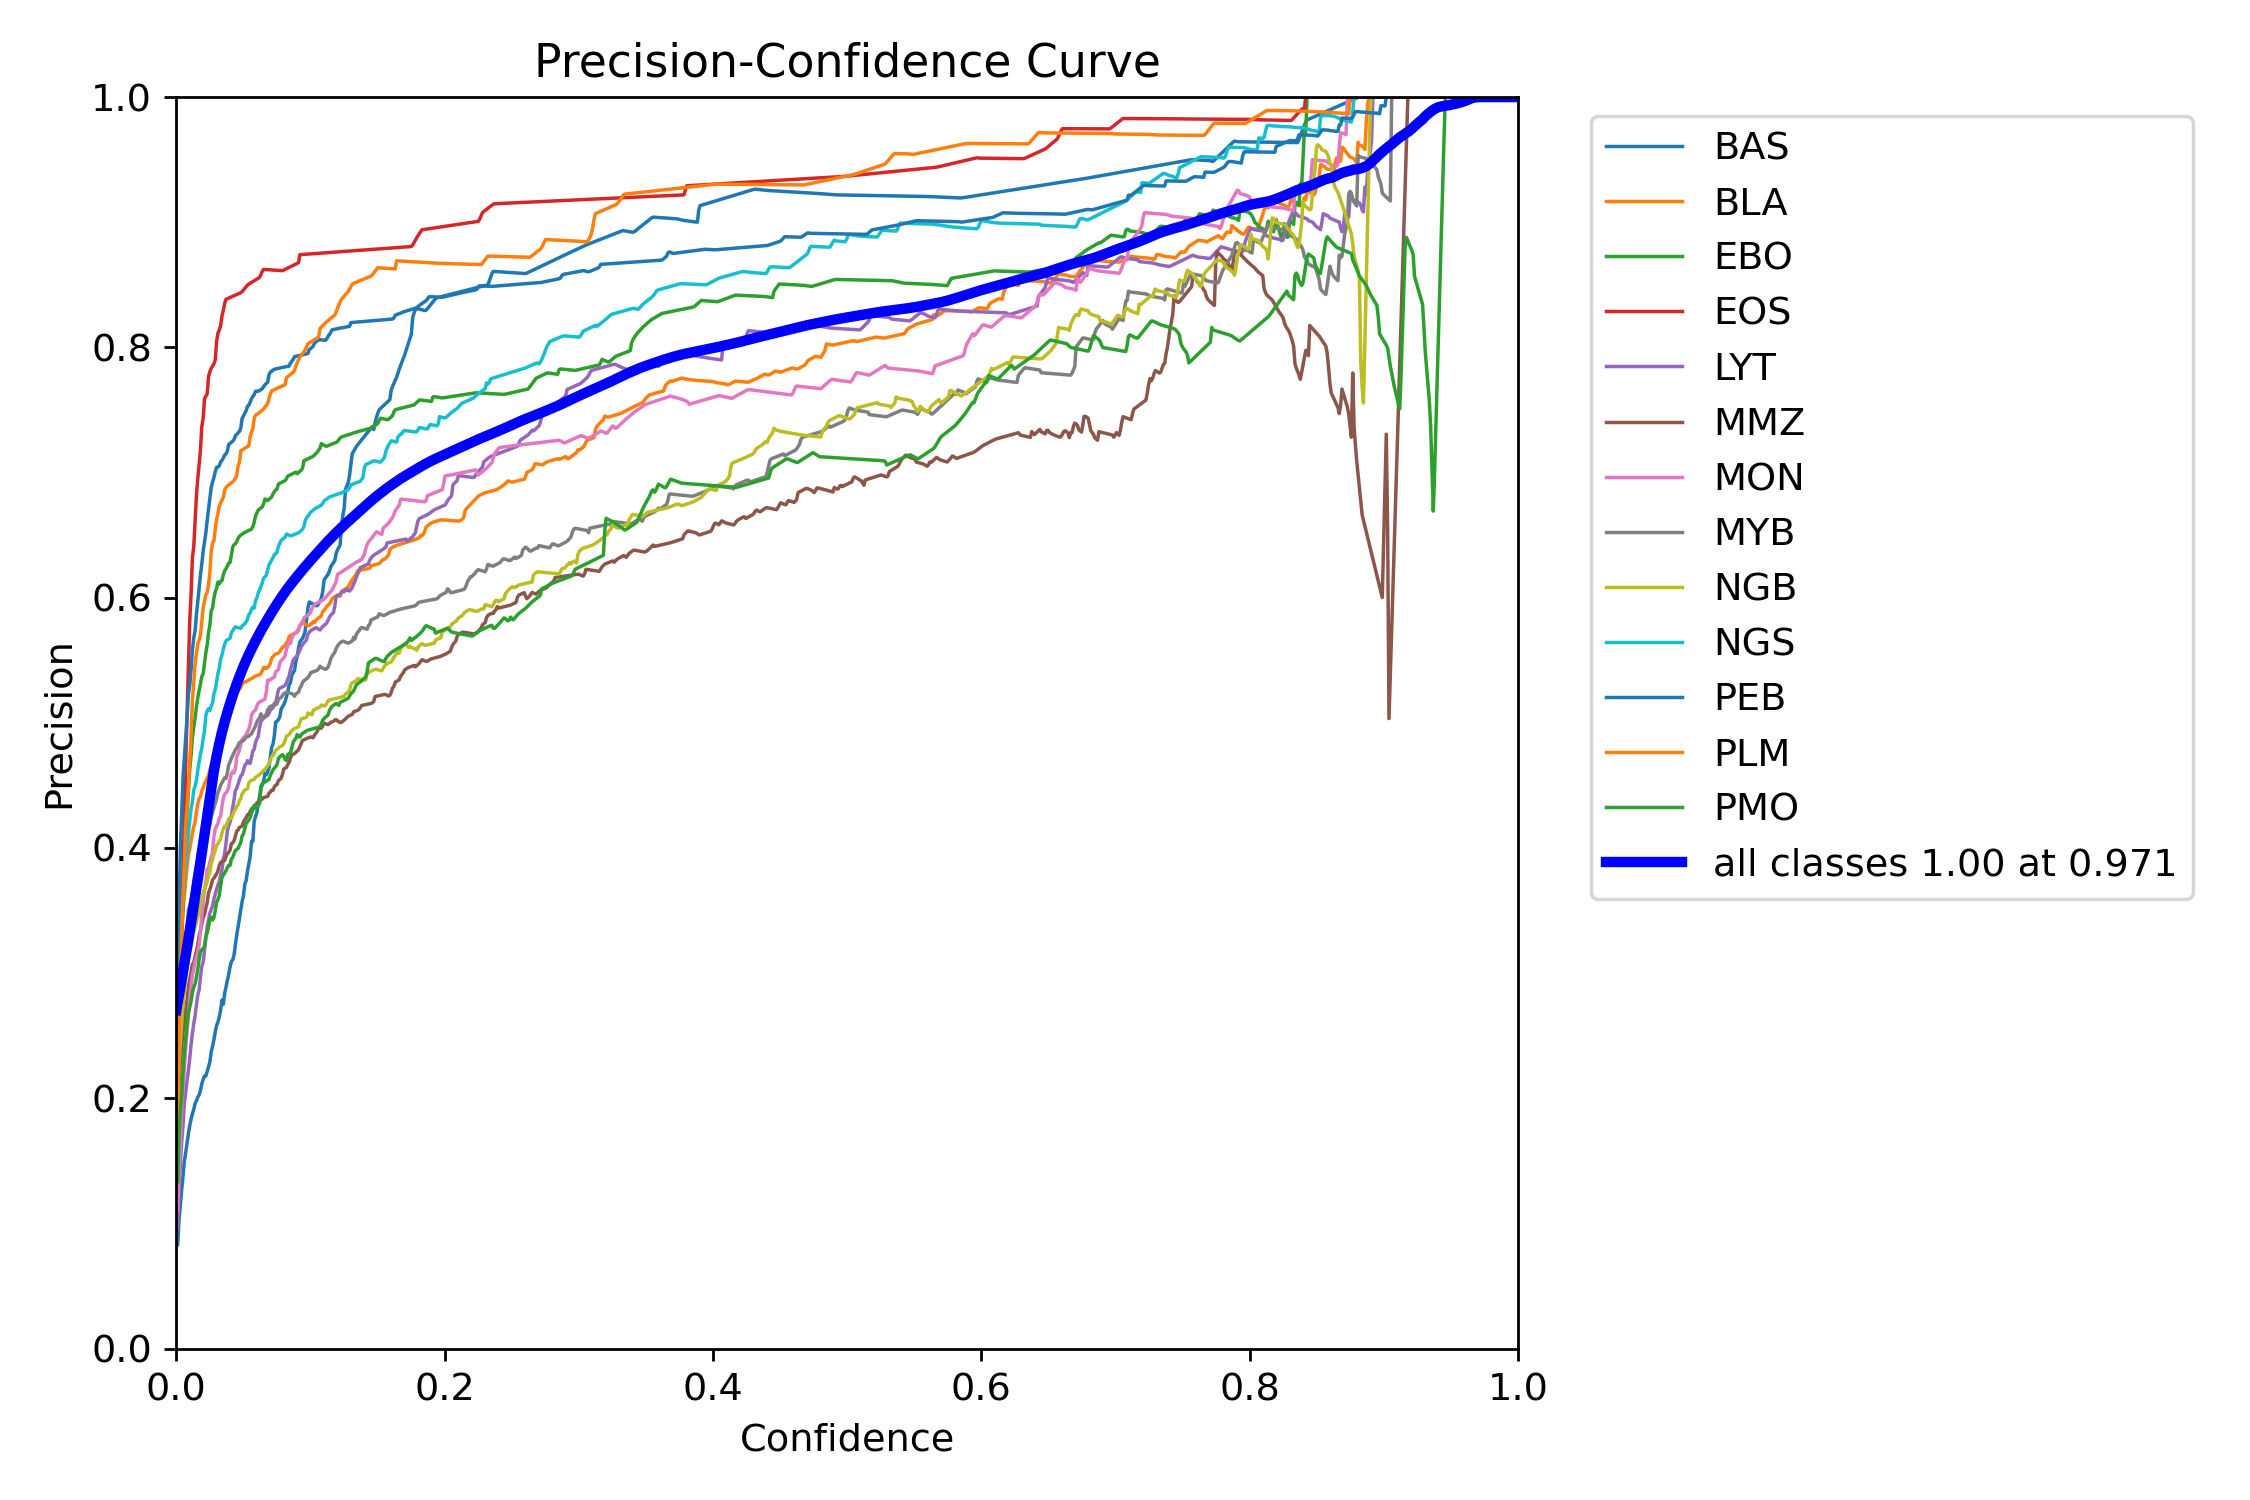 Precision-Confidence Curve
1.0
0.8
0.6
0.4
0.2
0.0
Precision
0.0 0.2 0.4 0.6 0.8 1.0
Confidence
BAS
BLA
EBO
EOS
LYT
MMZ
MON
MYB
NGB
NGS
PEB
PLM
PMO
all classes 1.00 at 0.971